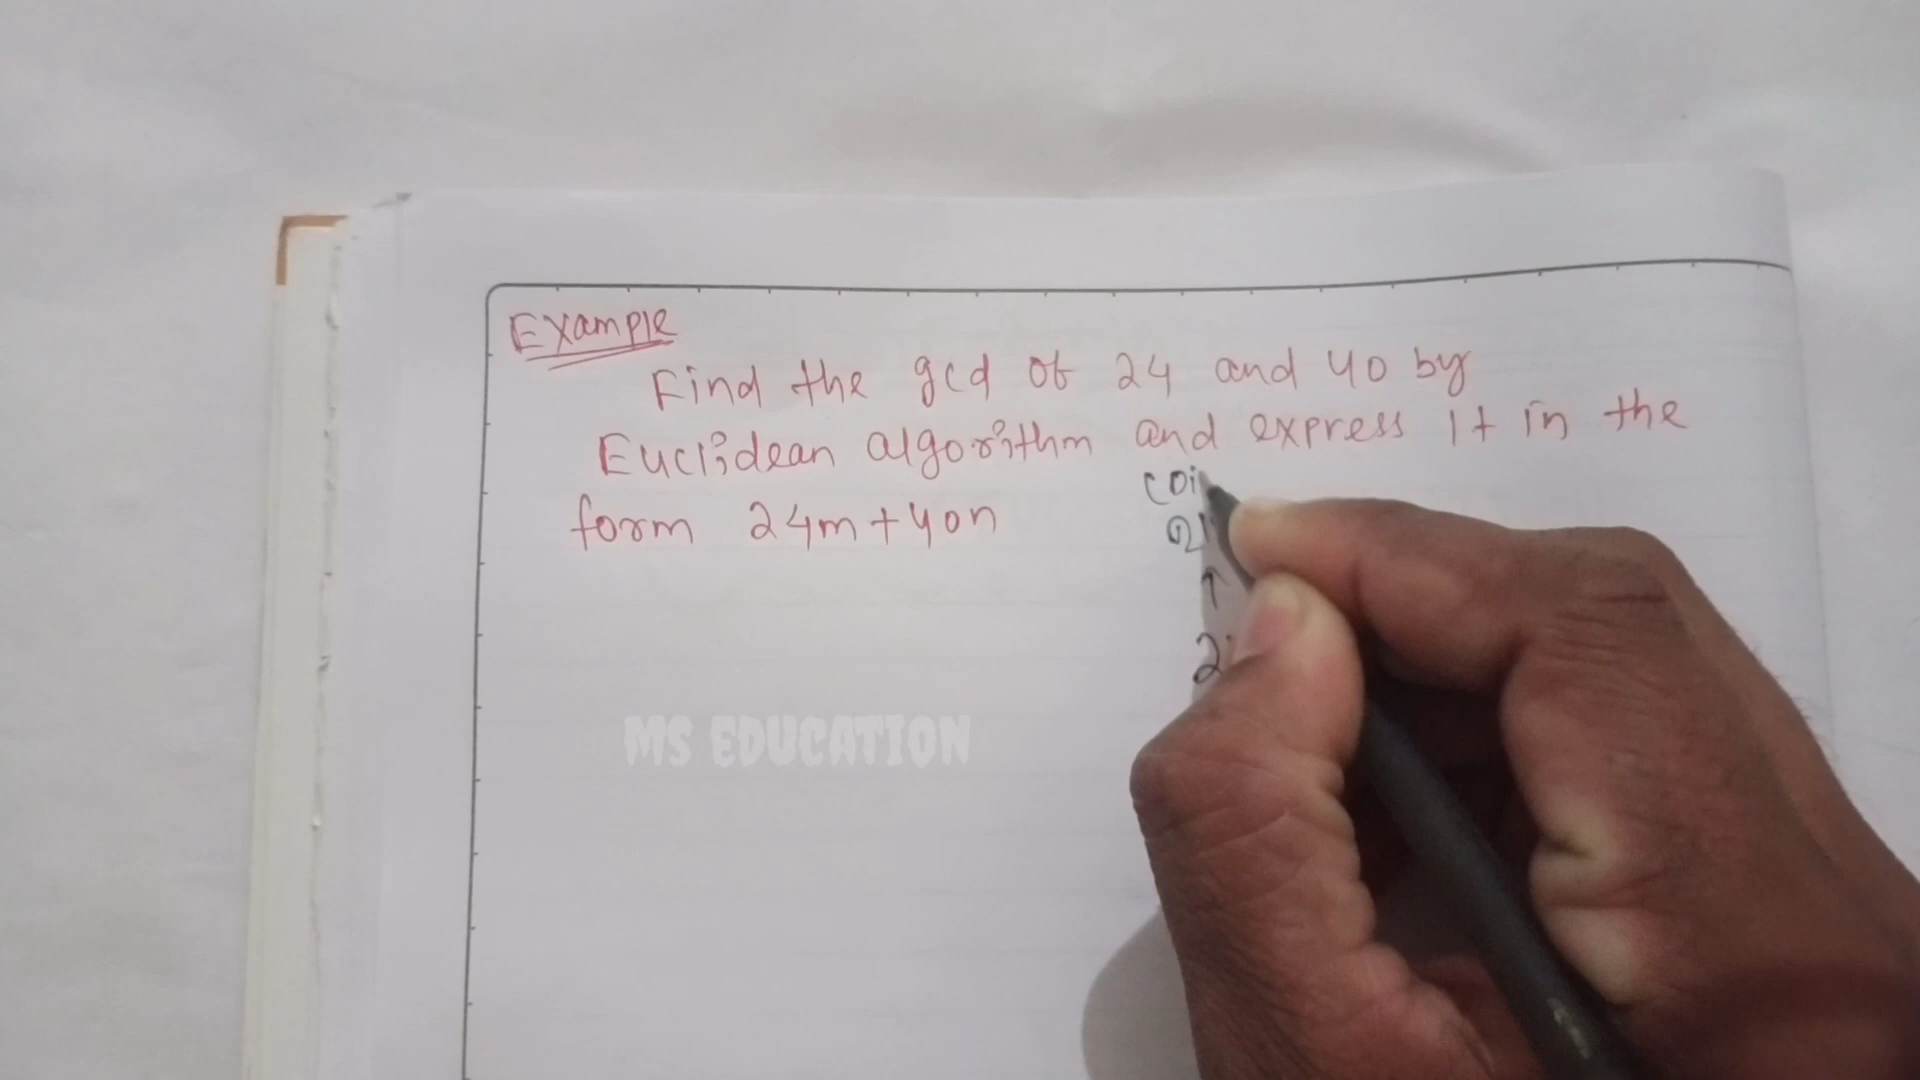 Example
Find the gcd of 24 and 40 by
Euclidean algorithm and express it in the
form 24m+40n
MS EDUCATION